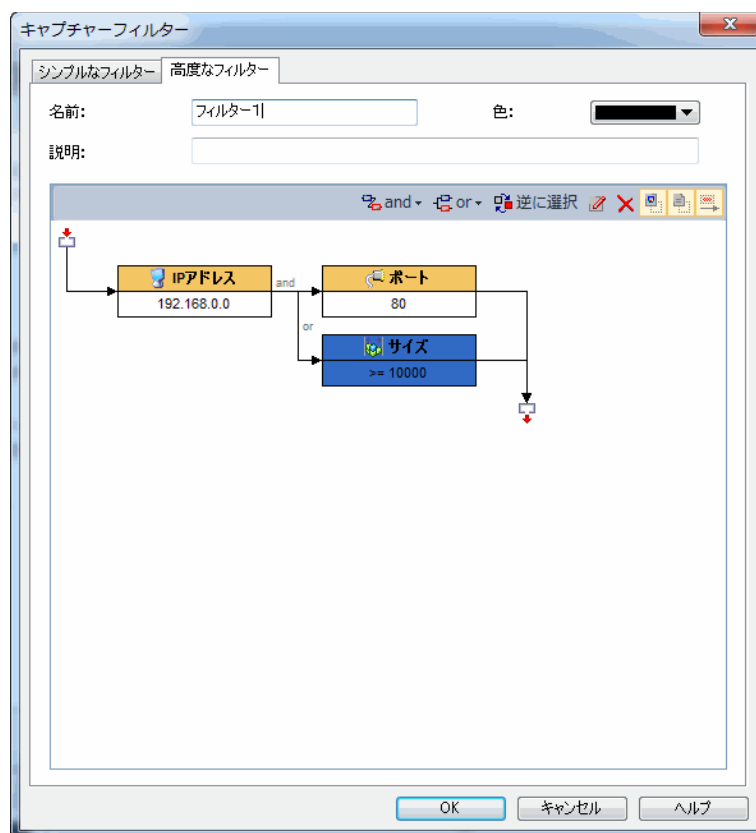 キャプチャーフィルター
シンプルなフィルター 高度なフィルター
名前: フィルター1 色:
説明:
and or 逆に選択
IPアドレス and ポート
192.168.0.0 80
or
サイズ
>= 10000
OK キャンセル ヘルプ